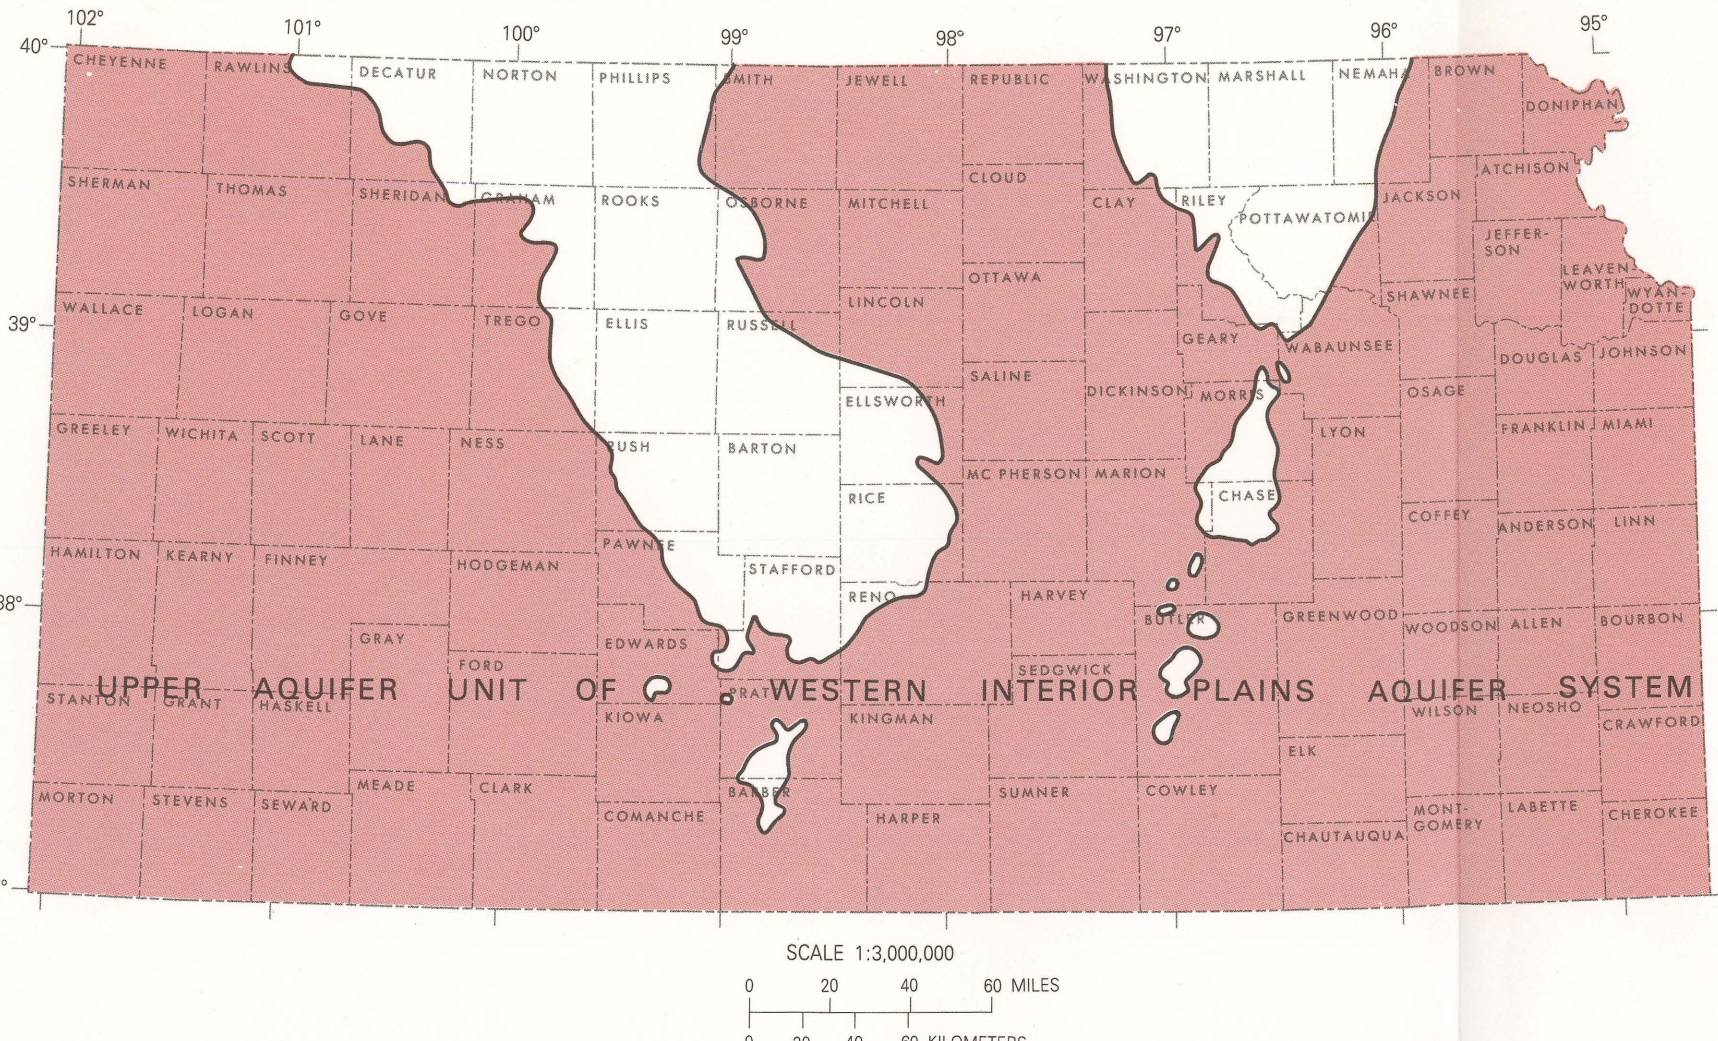 102°
101°
100°
99°
98°
97°
96°
95°
40°
CHEYENNE
RAWLINS
DECATUR
NORTON
PHILLIPS
SMITH
JEWELL
REPUBLIC
WASHINGTON
MARSHALL
NEMAHA
BROWN
DONIPHAN
ATCHISON
SHERMAN
THOMAS
SHERIDAN
GRAHAM
ROOKS
OSBORNE
MITCHELL
CLOUD
CLAY
RILEY
POTTAWATOMIE
JACKSON
JEFFER-
SON
LEAVEN-
WORTH
WYAN-
DOTTE
OTTAWA
LINCOLN
SHAWNEE
39°
WALLACE
LOGAN
GOVE
TREGO
ELLIS
RUSSELL
GEARY
WABAUNSEE
DOUGLAS
JOHNSON
SALINE
DICKINSON
MORRIS
OSAGE
ELLSWORTH
GREELEY
WICHITA
SCOTT
LANE
NESS
RUSH
BARTON
LYON
FRANKLIN
MIAMI
MC PHERSON
MARION
RICE
CHASE
COFFEY
ANDERSON
LINN
HAMILTON
KEARNY
FINNEY
HODGEMAN
PAWNEE
STAFFORD
RENO
HARVEY
38°
BUTLER
GREENWOOD
WOODSON
ALLEN
BOURBON
GRAY
FORD
EDWARDS
SEDGWICK
UPPER AQUIFER UNIT OF WESTERN INTERIOR PLAINS AQUIFER SYSTEM
STANTON
GRANT
HASKELL
KIOWA
PRATT
KINGMAN
WILSON
NEOSHO
CRAWFORD
ELK
MEADE
CLARK
BARBER
SUMNER
COWLEY
MORTON
STEVENS
SEWARD
COMANCHE
HARPER
CHAUTAUQUA
MONT-
GOMERY
LABETTE
CHEROKEE
SCALE 1:3,000,000
0 20 40 60 MILES
0 20 40 60 KILOMETERS